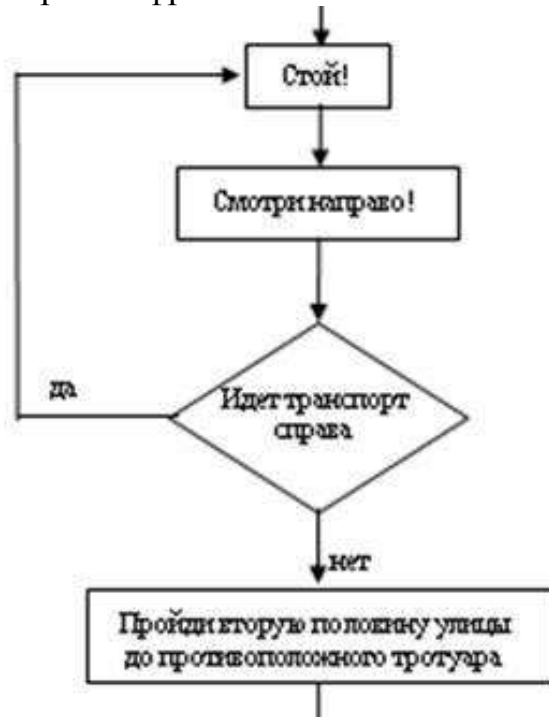 Стой!
Смотри направо!
Идет транспорт
справа
да
нет
Пройди вторую половину улицы
до противоположного тротуара